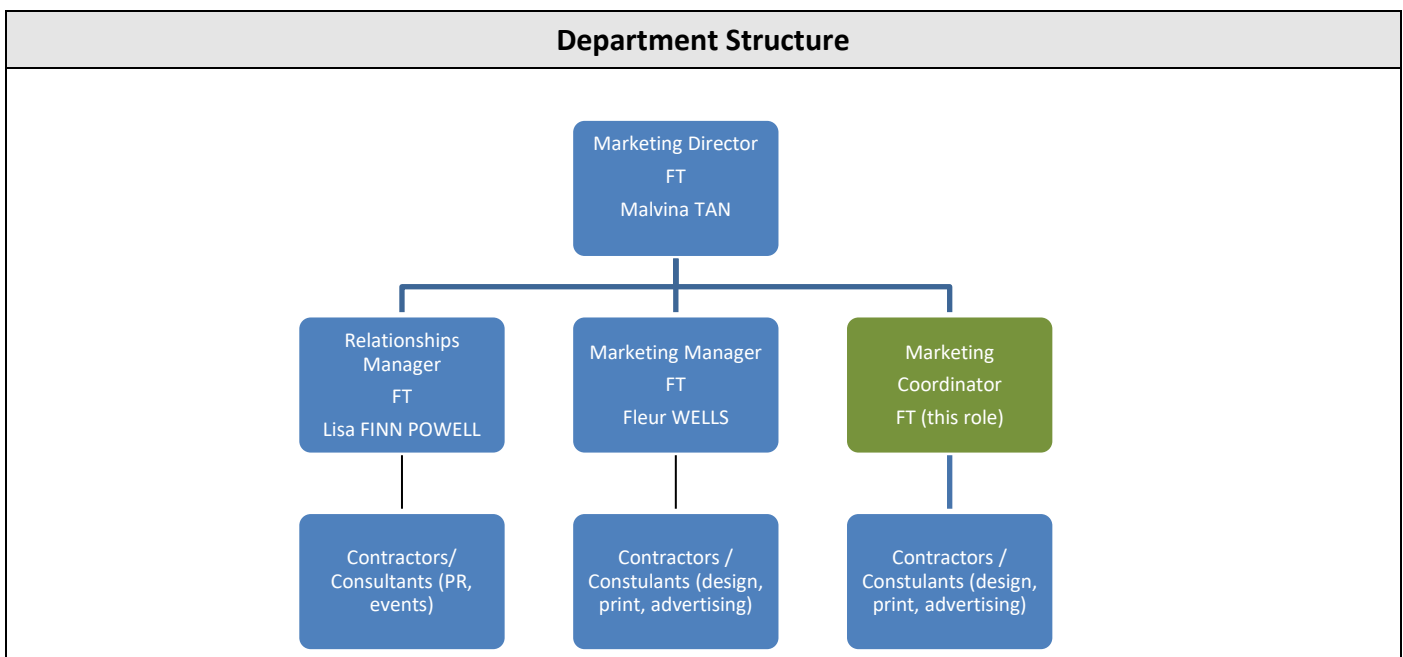 Department Structure
Marketing Director
FT
Malvina TAN
Relationships
Manager
FT
Lisa FINN POWELL
Marketing Manager
FT
Fleur WELLS
Marketing
Coordinator
FT (this role)
Contractors/
Consultants (PR,
events)
Contractors /
Constulants (design,
print, advertising)
Contractors /
Constulants (design,
print, advertising)